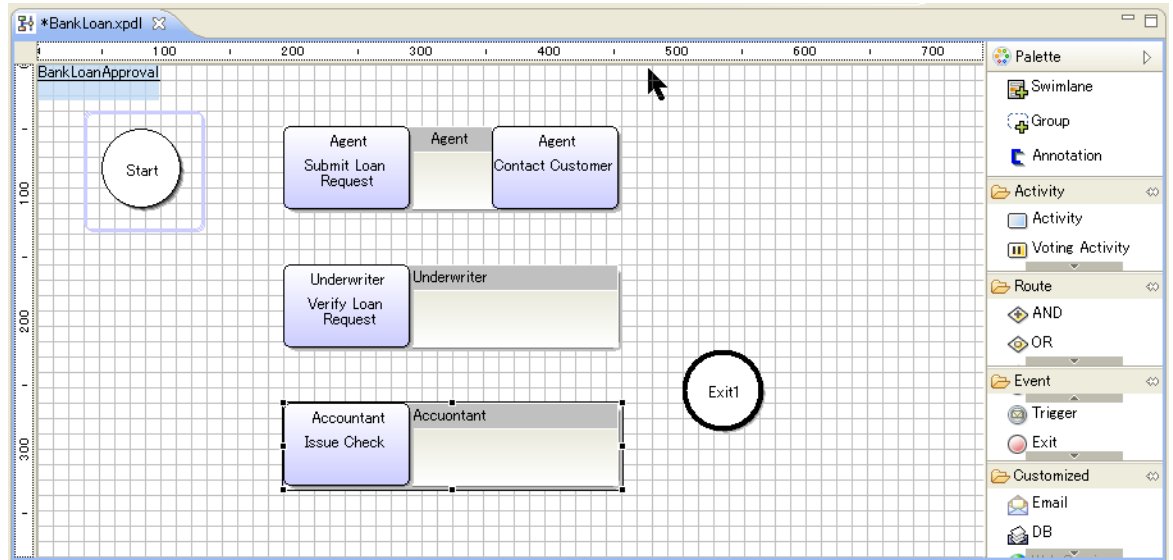 *BankLoan.xpdl
100 200 300 400 500 600 700
BankLoanApproval
Start
Agent
Submit Loan
Request
Agent
Agent
Contact Customer
Underwriter
Verify Loan
Request
Underwriter
Accountant
Issue Check
Accuontant
Exit1
0
100
200
300
Palette
Swimlane
Group
Annotation
Activity
Activity
Voting Activity
Route
AND
OR
Event
Trigger
Exit
Customized
Email
DB